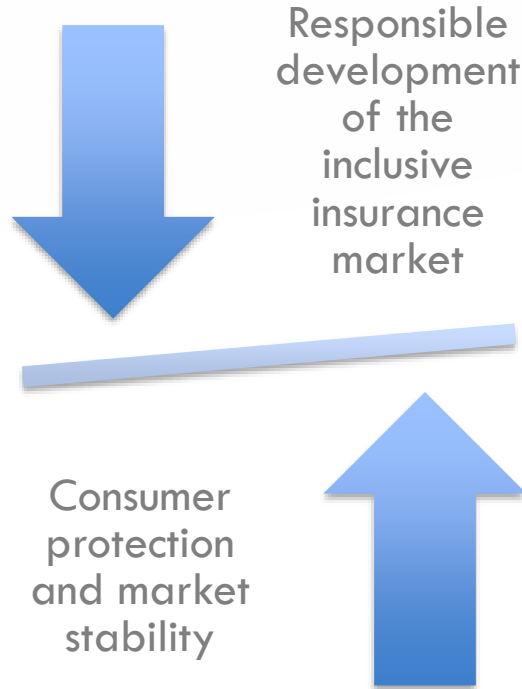 Responsible
development
of the
inclusive
insurance
market
Consumer
protection
and market
stability